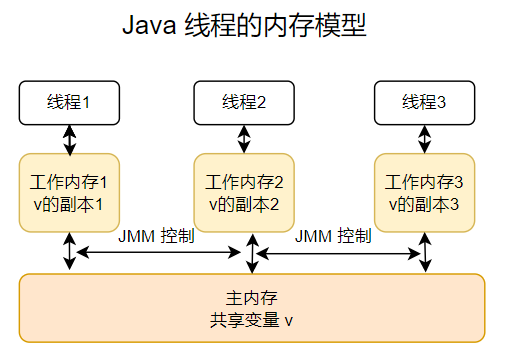 Java 线程的内存模型
线程1
线程2
线程3
工作内存1
v的副本1
工作内存2
v的副本2
工作内存3
v的副本3
JMM 控制
JMM 控制
主内存
共享变量 v